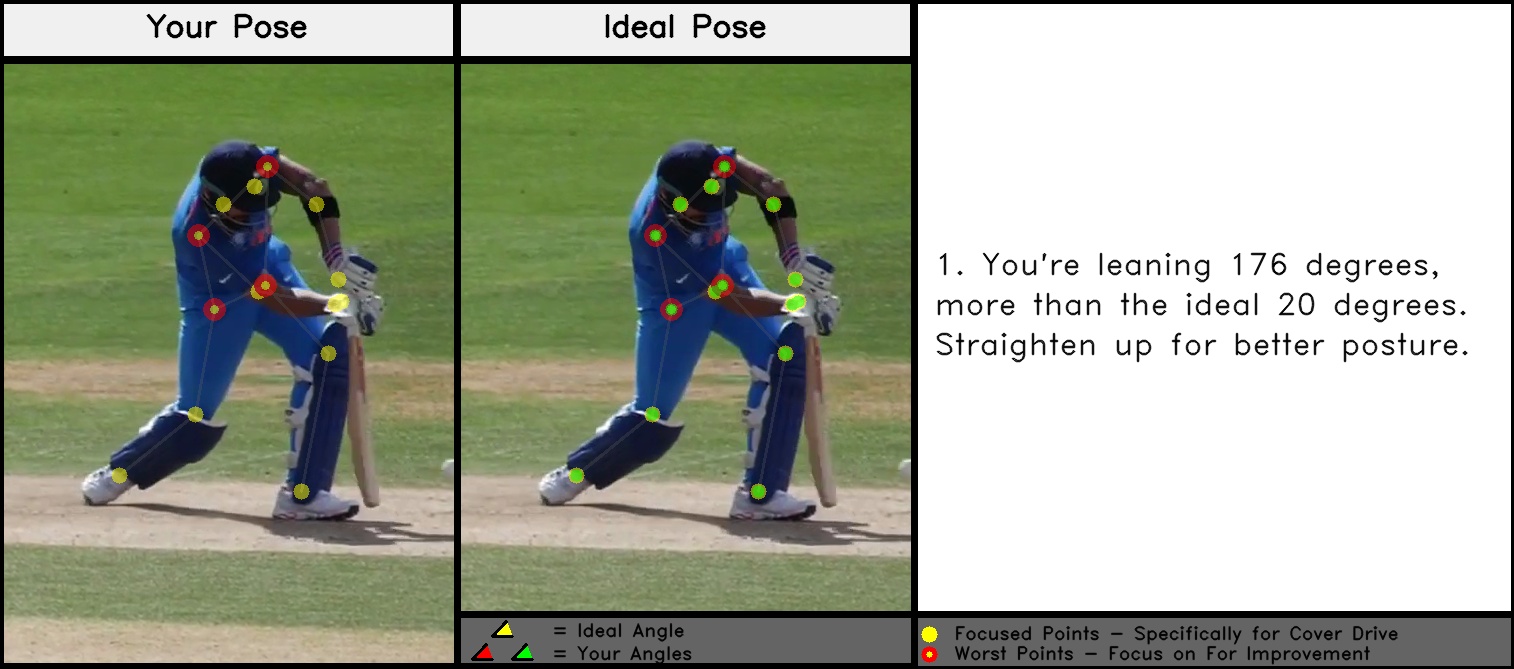 Your Pose
Ideal Pose
1. You're leaning 176 degrees,
more than the ideal 20 degrees.
Straighten up for better posture.
= Ideal Angle
= Your Angles
Focused Points - Specifically for Cover Drive
Worst Points - Focus on For Improvement